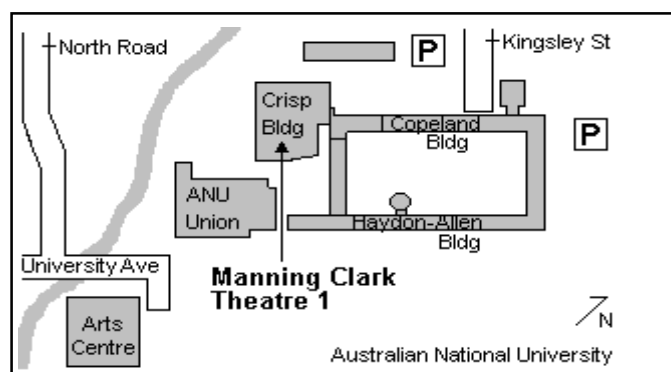 North Road
P
Kingsley St
Crisp
Bldg
Copeland
Bldg
P
ANU
Union
Haydon-Allen
Bldg
University Ave
Manning Clark
Theatre 1
Arts
Centre
N
Australian National University